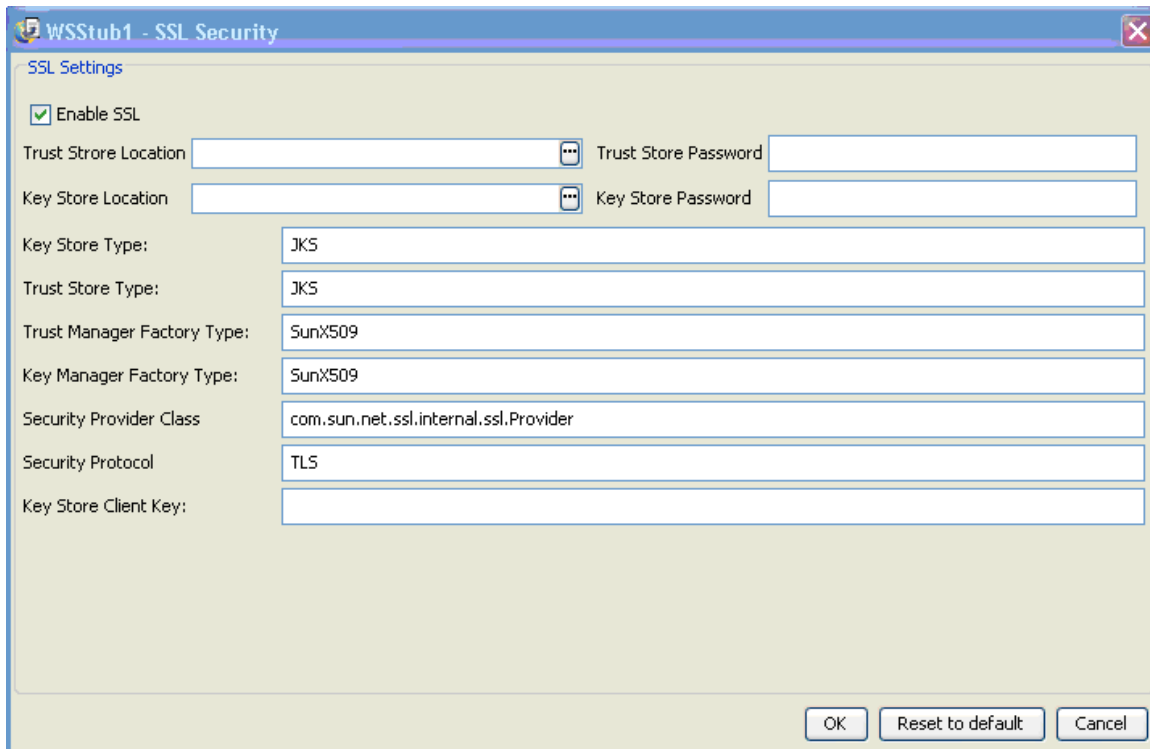 WSStub1 - SSL Security
SSL Settings
Enable SSL
Trust Strore Location Trust Store Password
Key Store Location Key Store Password
Key Store Type: JKS
Trust Store Type: JKS
Trust Manager Factory Type: SunX509
Key Manager Factory Type: SunX509
Security Provider Class com.sun.net.ssl.internal.ssl.Provider
Security Protocol TLS
Key Store Client Key:
OK Reset to default Cancel